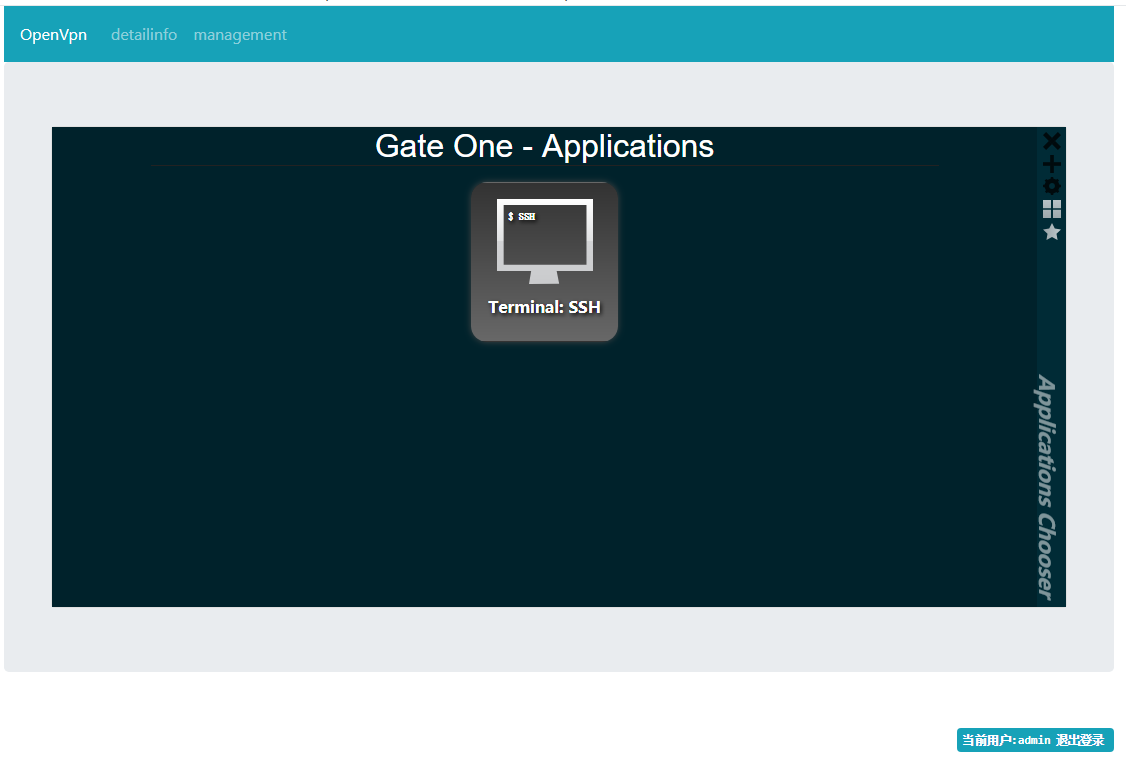 OpenVpn detailinfo management
Gate One - Applications
$ SSH
Terminal: SSH
Applications Chooser
当前用户:admin 退出登录